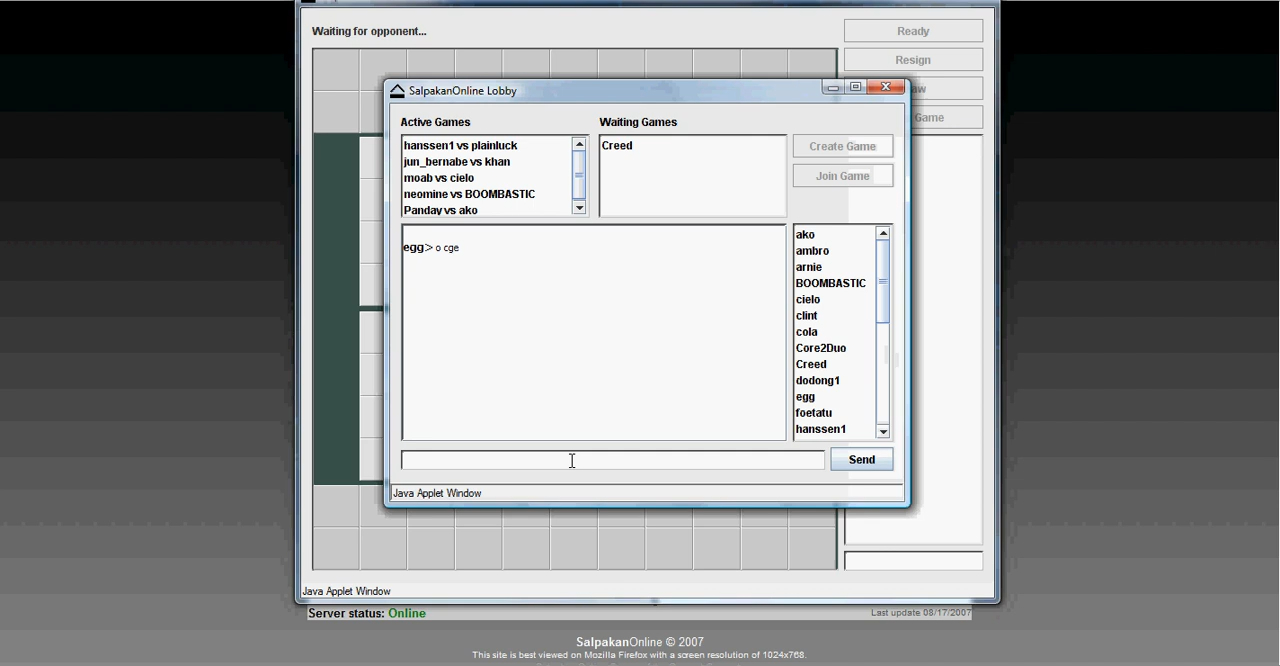 Waiting for opponent...
Ready
Resign
aw
Game
SalpakanOnline Lobby
Active Games
Waiting Games
hanssen1 vs plainluck
jun_bernabe vs khan
moab vs cielo
neomine vs BOOMBASTIC
Panday vs ako
Creed
Create Game
Join Game
egg> o cge
ako
ambro
arnie
BOOMBASTIC
cielo
clint
cola
Core2Duo
Creed
dodong1
egg
foetatu
hanssen1
Send
Java Applet Window
Java Applet Window
Server status: Online
Last update 08/17/2007
SalpakanOnline © 2007
This site is best viewed on Mozilla Firefox with a screen resolution of 1024x768.